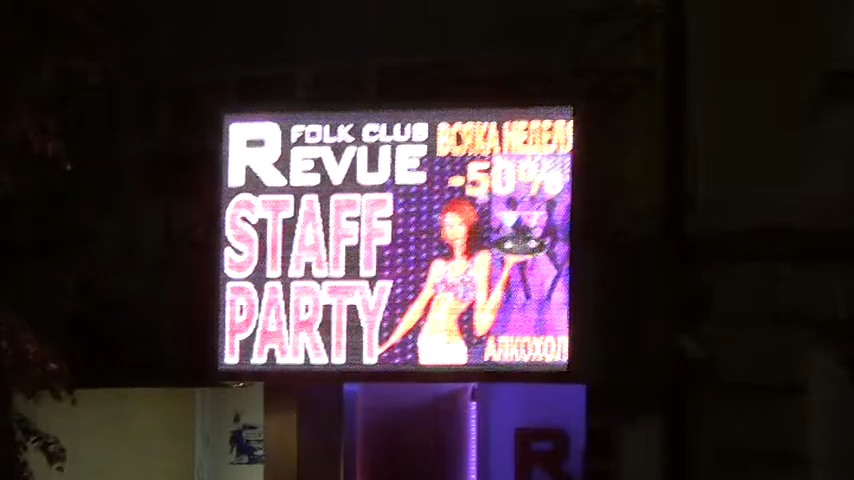 FOLK CLUB
REVUE
ВСЯКА НЕДЕЛЯ
-50%
STAFF
PARTY
АЛКОХОЛ
R